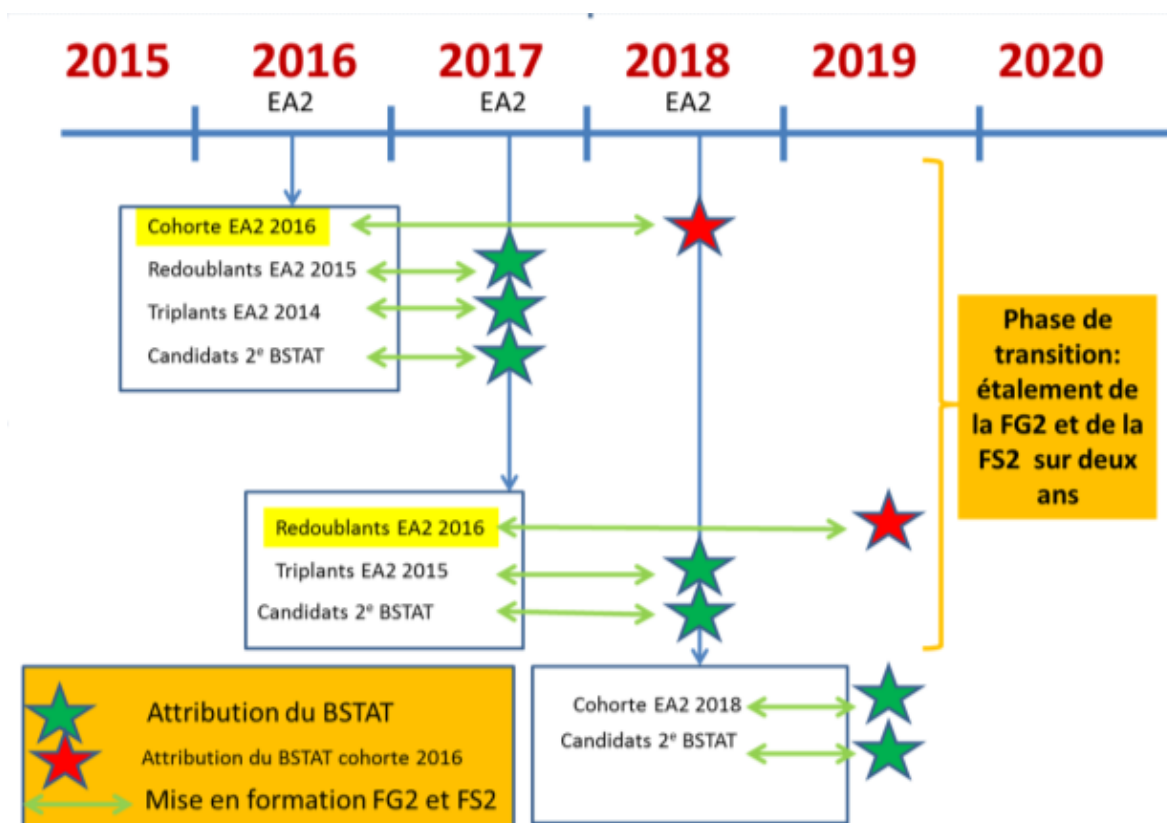 2015 2016 2017 2018 2019 2020
EA2 EA2 EA2
Cohorte EA2 2016
Redoublants EA2 2015
Triplants EA2 2014
Candidats 2e BSTAT
Phase de
transition:
étalement de
la FG2 et de la
FS2 sur deux
ans
Redoublants EA2 2016
Triplants EA2 2015
Candidats 2e BSTAT
Cohorte EA2 2018
Candidats 2e BSTAT
Attribution du BSTAT
Attribution du BSTAT cohorte 2016
Mise en formation FG2 et FS2